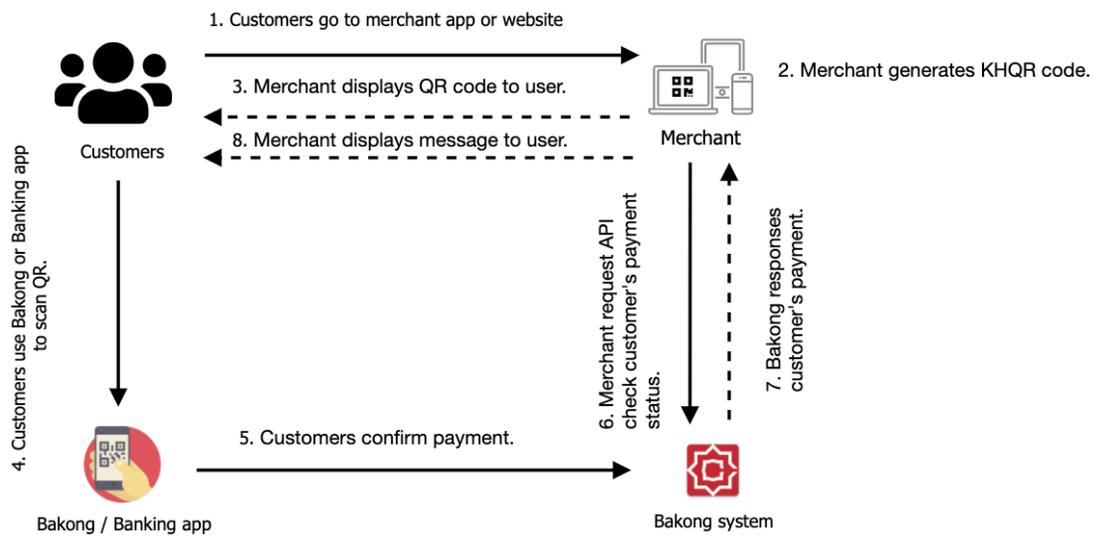 1. Customers go to merchant app or website
2. Merchant generates KHQR code.
3. Merchant displays QR code to user.
8. Merchant displays message to user.
Customers
Merchant
4. Customers use Bakong or Banking app
to scan QR.
6. Merchant request API
check customer's payment
status.
7. Bakong responses
customer's payment.
5. Customers confirm payment.
Bakong / Banking app
Bakong system